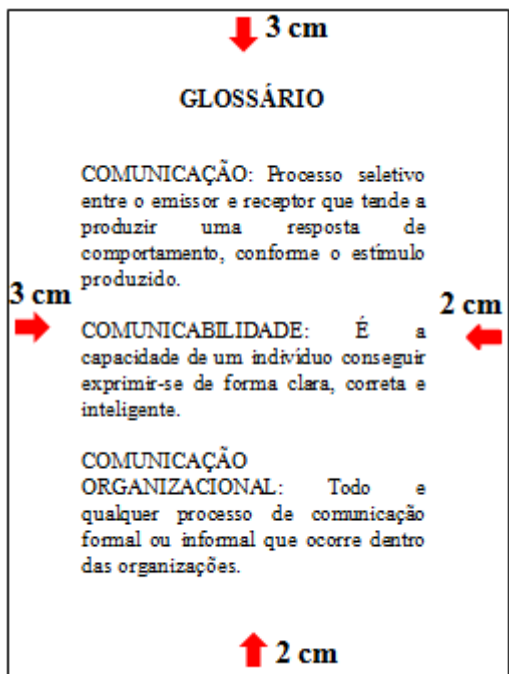 3 cm
GLOSSÁRIO
COMUNICAÇÃO: Processo seletivo
entre o emissor e receptor que tende a
produzir uma resposta de
comportamento, conforme o estímulo
produzido.
3 cm
2 cm
COMUNICABILIDADE: É a
capacidade de um indivíduo conseguir
exprimir-se de forma clara, correta e
inteligente.
COMUNICAÇÃO
ORGANIZACIONAL: Todo e
qualquer processo de comunicação
formal ou informal que ocorre dentro
das organizações.
2 cm